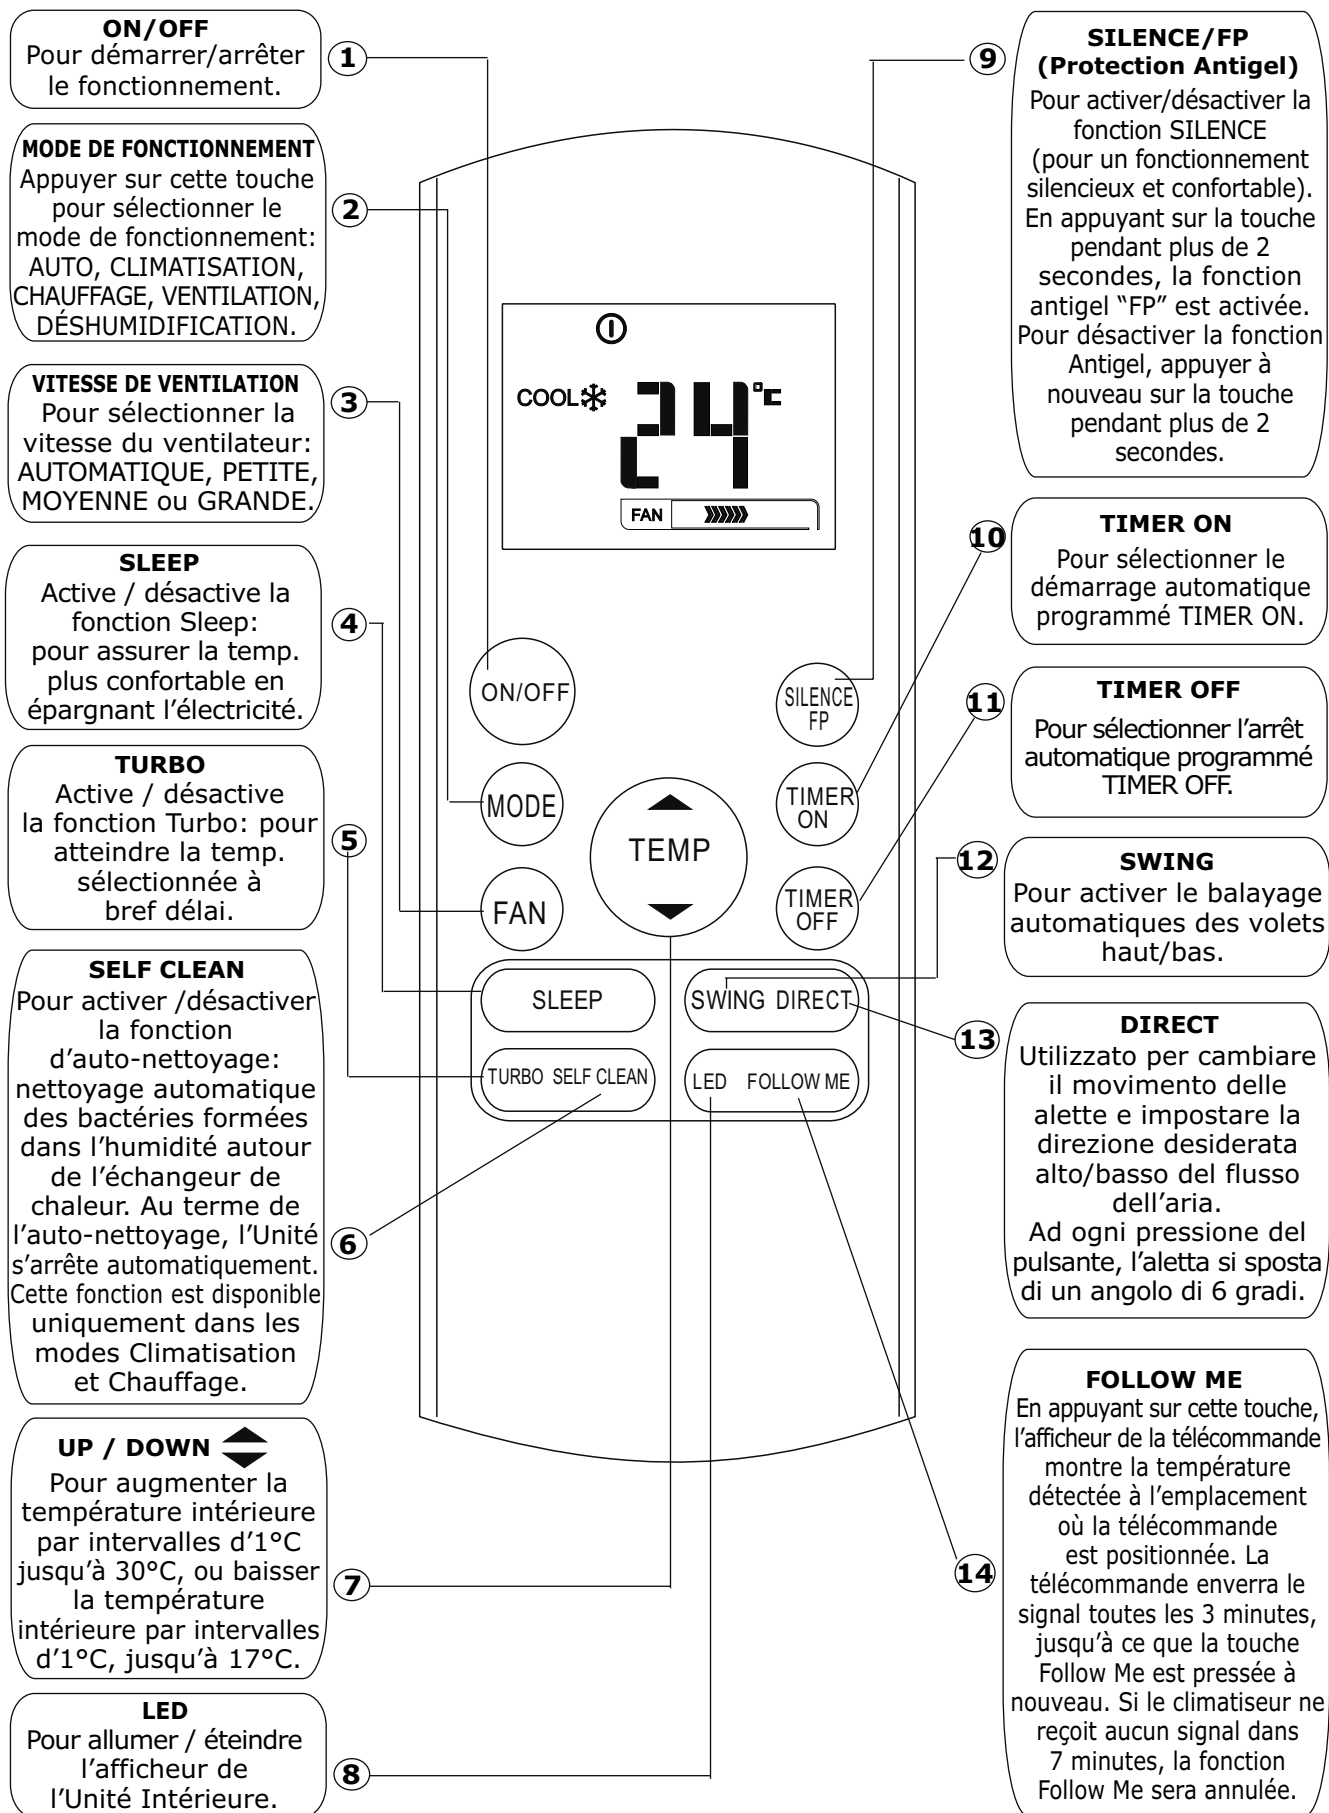 ON/OFF
Pour démarrer/arrêter
le fonctionnement.
1
MODE DE FONCTIONNEMENT
Appuyer sur cette touche
pour sélectionner le
mode de fonctionnement:
AUTO, CLIMATISATION,
CHAUFFAGE, VENTILATION,
DÉSHUMIDIFICATION.
2
VITESSE DE VENTILATION
Pour sélectionner la
vitesse du ventilateur:
AUTOMATIQUE, PETITE,
MOYENNE ou GRANDE.
3
SLEEP
Active / désactive la
fonction Sleep:
pour assurer la temp.
plus confortable en
épargnant l'électricité.
4
TURBO
Active / désactive
la fonction Turbo: pour
atteindre la temp.
sélectionnée à
bref délai.
5
SELF CLEAN
Pour activer /désactiver
la fonction
d'auto-nettoyage:
nettoyage automatique
des bactéries formées
dans l'humidité autour
de l'échangeur de
chaleur. Au terme de
l'auto-nettoyage, l'Unité
s'arrête automatiquement.
Cette fonction est disponible
uniquement dans les
modes Climatisation
et Chauffage.
6
UP / DOWN
Pour augmenter la
température intérieure
par intervalles d'1°C
jusqu'à 30°C, ou baisser
la température
intérieure par intervalles
d'1°C, jusqu'à 17°C.
7
LED
Pour allumer / éteindre
l'afficheur de
l'Unité Intérieure.
8
COOL 24°C
FAN
ON/OFF
SILENCE
FP
MODE
TEMP
TIMER
ON
FAN
TIMER
OFF
SLEEP
SWING DIRECT
TURBO SELF CLEAN
LED FOLLOW ME
9
SILENCE/FP
(Protection Antigel)
Pour activer/désactiver la
fonction SILENCE
(pour un fonctionnement
silencieux et confortable).
En appuyant sur la touche
pendant plus de 2
secondes, la fonction
antigel “FP” est activée.
Pour désactiver la fonction
Antigel, appuyer à
nouveau sur la touche
pendant plus de 2
secondes.
10
TIMER ON
Pour sélectionner le
démarrage automatique
programmé TIMER ON.
11
TIMER OFF
Pour sélectionner l'arrêt
automatique programmé
TIMER OFF.
12
SWING
Pour activer le balayage
automatiques des volets
haut/bas.
13
DIRECT
Utilizzato per cambiare
il movimento delle
alette e impostare la
direzione desiderata
alto/basso del flusso
dell'aria.
Ad ogni pressione del
pulsante, l'aletta si sposta
di un angolo di 6 gradi.
14
FOLLOW ME
En appuyant sur cette touche,
l'afficheur de la télécommande
montre la température
détectée à l'emplacement
où la télécommande
est positionnée. La
télécommande enverra le
signal toutes les 3 minutes,
jusqu'à ce que la touche
Follow Me est pressée à
nouveau. Si le climatiseur ne
reçoit aucun signal dans
7 minutes, la fonction
Follow Me sera annulée.